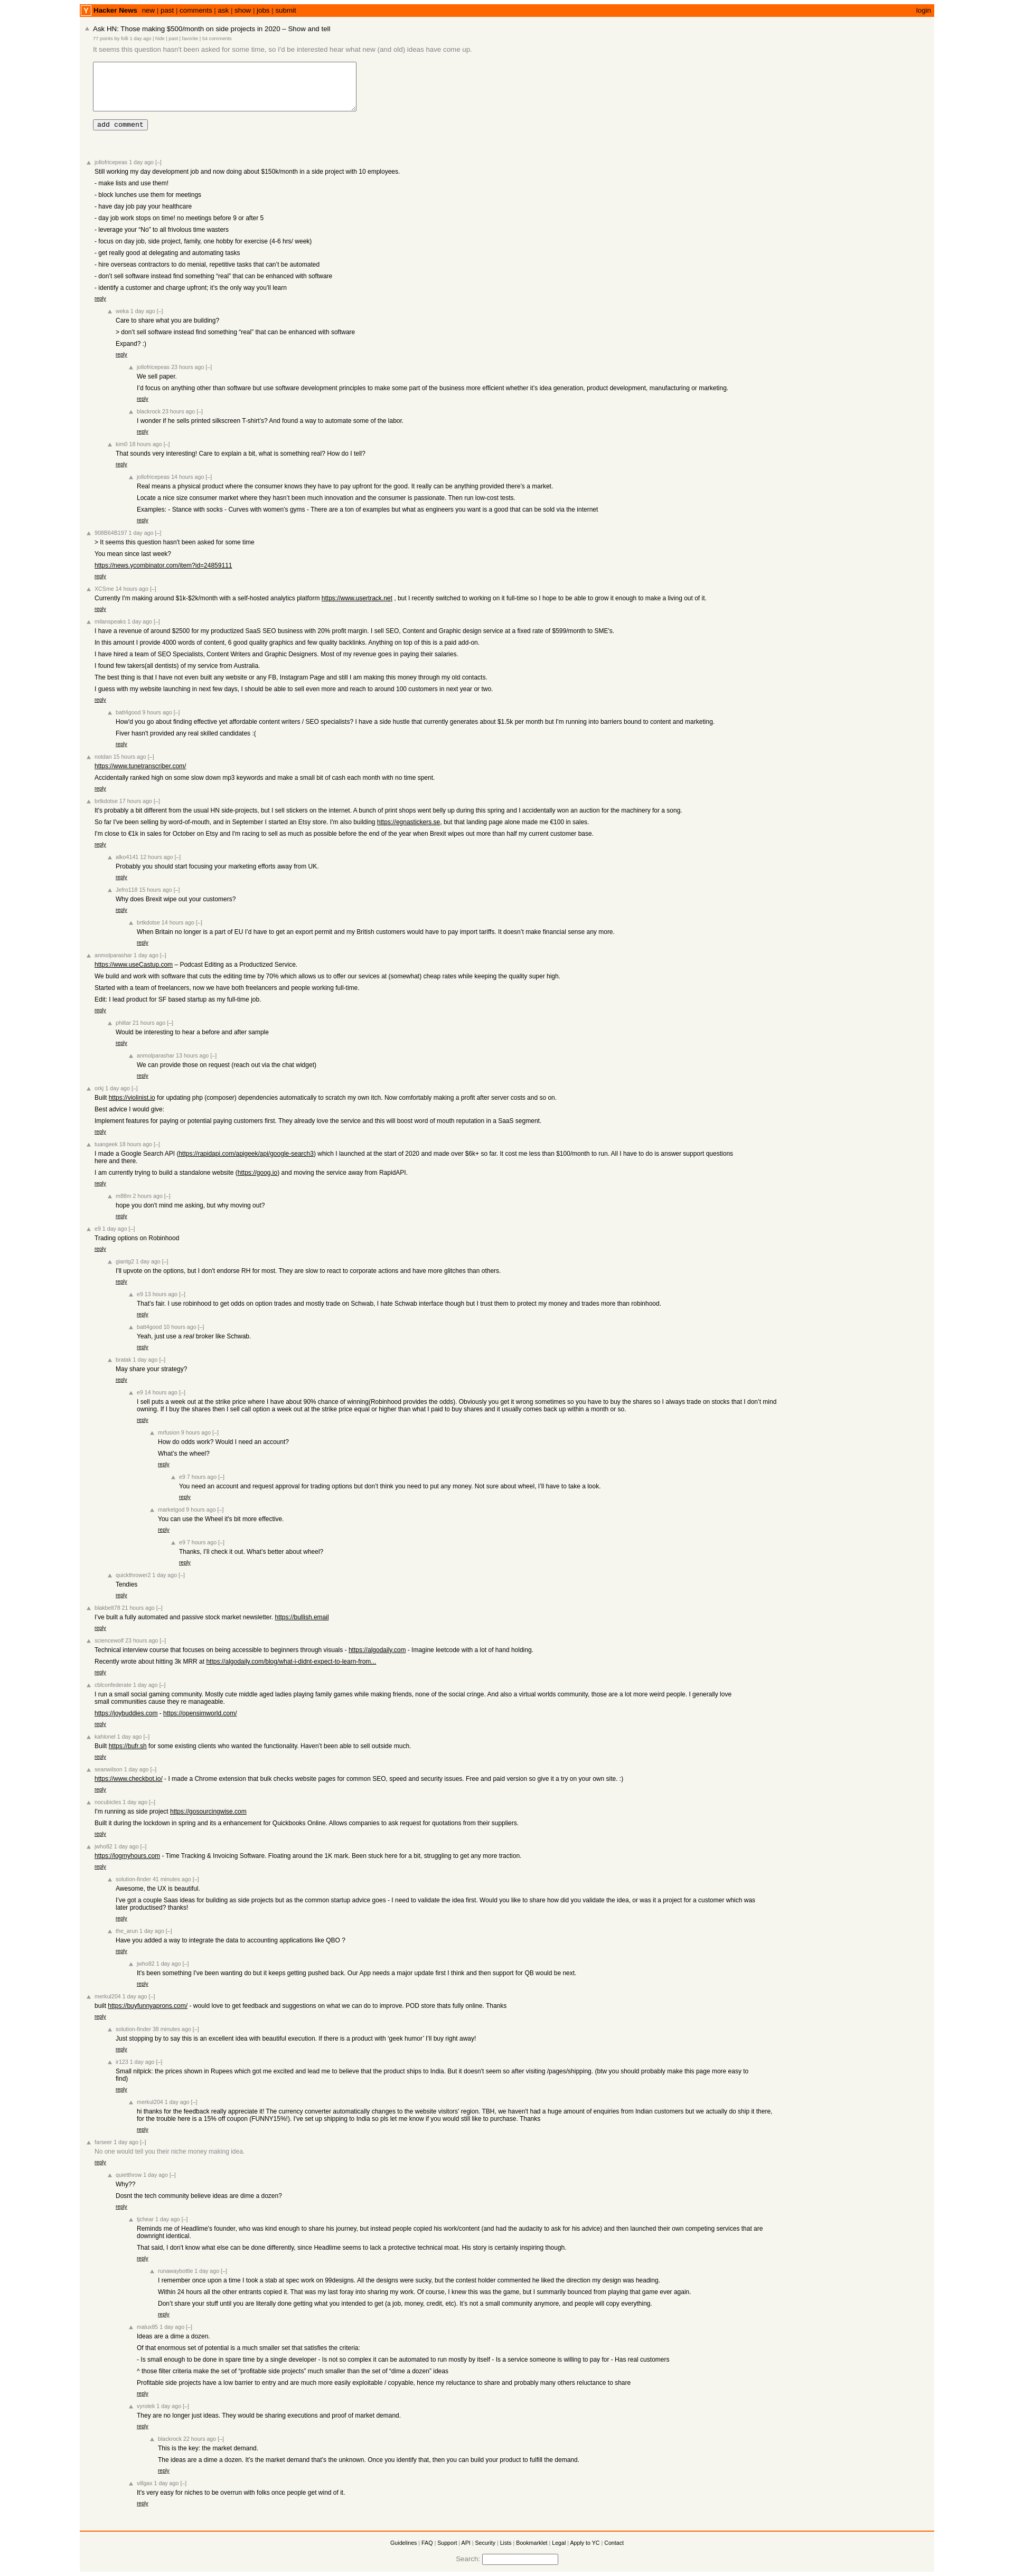 Y Hacker News new | past | comments | ask | show | jobs | submit login
Ask HN: Those making $500/month on side projects in 2020 – Show and tell
77 points by folli 1 day ago | hide | past | favorite | 54 comments
It seems this question hasn't been asked for some time, so I'd be interested hear what new (and old) ideas have come up.
add comment
jollofricepeas 1 day ago [–]
Still working my day development job and now doing about $150k/month in a side project with 10 employees.
- make lists and use them!
- block lunches use them for meetings
- have day job pay your healthcare
- day job work stops on time! no meetings before 9 or after 5
- leverage your “No” to all frivolous time wasters
- focus on day job, side project, family, one hobby for exercise (4-6 hrs/ week)
- get really good at delegating and automating tasks
- hire overseas contractors to do menial, repetitive tasks that can’t be automated
- don’t sell software instead find something “real” that can be enhanced with software
- identify a customer and charge upfront; it’s the only way you’ll learn
reply
weka 1 day ago [–]
Care to share what you are building?
> don’t sell software instead find something “real” that can be enhanced with software
Expand? :)
reply
jollofricepeas 23 hours ago [–]
We sell paper.
I’d focus on anything other than software but use software development principles to make some part of the business more efficient whether it’s idea generation, product development, manufacturing or marketing.
reply
blackrock 23 hours ago [–]
I wonder if he sells printed silkscreen T-shirt’s? And found a way to automate some of the labor.
reply
kim0 18 hours ago [–]
That sounds very interesting! Care to explain a bit, what is something real? How do I tell?
reply
jollofricepeas 14 hours ago [–]
Real means a physical product where the consumer knows they have to pay upfront for the good. It really can be anything provided there’s a market.
Locate a nice size consumer market where they hasn’t been much innovation and the consumer is passionate. Then run low-cost tests.
Examples: - Stance with socks - Curves with women’s gyms - There are a ton of examples but what as engineers you want is a good that can be sold via the internet
reply
908B64B197 1 day ago [–]
> It seems this question hasn't been asked for some time
You mean since last week?
https://news.ycombinator.com/item?id=24859111
reply
XCSme 14 hours ago [–]
Currently I'm making around $1k-$2k/month with a self-hosted analytics platform https://www.usertrack.net , but I recently switched to working on it full-time so I hope to be able to grow it enough to make a living out of it.
reply
milanspeaks 1 day ago [–]
I have a revenue of around $2500 for my productized SaaS SEO business with 20% profit margin. I sell SEO, Content and Graphic design service at a fixed rate of $599/month to SME's.
In this amount I provide 4000 words of content, 6 good quality graphics and few quality backlinks. Anything on top of this is a paid add-on.
I have hired a team of SEO Specialists, Content Writers and Graphic Designers. Most of my revenue goes in paying their salaries.
I found few takers(all dentists) of my service from Australia.
The best thing is that I have not even built any website or any FB, Instagram Page and still I am making this money through my old contacts.
I guess with my website launching in next few days, I should be able to sell even more and reach to around 100 customers in next year or two.
reply
batt4good 9 hours ago [–]
How'd you go about finding effective yet affordable content writers / SEO specialists? I have a side hustle that currently generates about $1.5k per month but I'm running into barriers bound to content and marketing.
Fiver hasn't provided any real skilled candidates :(
reply
notdan 15 hours ago [–]
https://www.tunetranscriber.com/
Accidentally ranked high on some slow down mp3 keywords and make a small bit of cash each month with no time spent.
reply
brtkdotse 17 hours ago [–]
It’s probably a bit different from the usual HN side-projects, but I sell stickers on the internet. A bunch of print shops went belly up during this spring and I accidentally won an auction for the machinery for a song.
So far I’ve been selling by word-of-mouth, and in September I started an Etsy store. I’m also building https://egnastickers.se, but that landing page alone made me €100 in sales.
I’m close to €1k in sales for October on Etsy and I'm racing to sell as much as possible before the end of the year when Brexit wipes out more than half my current customer base.
reply
alko4141 12 hours ago [–]
Probably you should start focusing your marketing efforts away from UK.
reply
Jefro118 15 hours ago [–]
Why does Brexit wipe out your customers?
reply
brtkdotse 14 hours ago [–]
When Britain no longer is a part of EU I’d have to get an export permit and my British customers would have to pay import tariffs. It doesn’t make financial sense any more.
reply
anmolparashar 1 day ago [–]
https://www.useCastup.com – Podcast Editing as a Productized Service.
We build and work with software that cuts the editing time by 70% which allows us to offer our sevices at (somewhat) cheap rates while keeping the quality super high.
Started with a team of freelancers, now we have both freelancers and people working full-time.
Edit: I lead product for SF based startup as my full-time job.
reply
philtar 21 hours ago [–]
Would be interesting to hear a before and after sample
reply
anmolparashar 13 hours ago [–]
We can provide those on request (reach out via the chat widget)
reply
orkj 1 day ago [–]
Built https://violinist.io for updating php (composer) dependencies automatically to scratch my own itch. Now comfortably making a profit after server costs and so on.
Best advice I would give:
Implement features for paying or potential paying customers first. They already love the service and this will boost word of mouth reputation in a SaaS segment.
reply
tuangeek 18 hours ago [–]
I made a Google Search API (https://rapidapi.com/apigeek/api/google-search3) which I launched at the start of 2020 and made over $6k+ so far. It cost me less than $100/month to run. All I have to do is answer support questions
here and there.
I am currently trying to build a standalone website (https://goog.io) and moving the service away from RapidAPI.
reply
m88m 2 hours ago [–]
hope you don't mind me asking, but why moving out?
reply
e9 1 day ago [–]
Trading options on Robinhood
reply
giantg2 1 day ago [–]
I'll upvote on the options, but I don't endorse RH for most. They are slow to react to corporate actions and have more glitches than others.
reply
e9 13 hours ago [–]
That’s fair. I use robinhood to get odds on option trades and mostly trade on Schwab, I hate Schwab interface though but I trust them to protect my money and trades more than robinhood.
reply
batt4good 10 hours ago [–]
Yeah, just use a real broker like Schwab.
reply
bratak 1 day ago [–]
May share your strategy?
reply
e9 14 hours ago [–]
I sell puts a week out at the strike price where I have about 90% chance of winning(Robinhood provides the odds). Obviously you get it wrong sometimes so you have to buy the shares so I always trade on stocks that I don’t mind
owning. If I buy the shares then I sell call option a week out at the strike price equal or higher than what I paid to buy shares and it usually comes back up within a month or so.
reply
mrfusion 9 hours ago [–]
How do odds work? Would I need an account?
What’s the wheel?
reply
e9 7 hours ago [–]
You need an account and request approval for trading options but don’t think you need to put any money. Not sure about wheel, I’ll have to take a look.
reply
marketgod 9 hours ago [–]
You can use the Wheel it's bit more effective.
reply
e9 7 hours ago [–]
Thanks, I’ll check it out. What's better about wheel?
reply
quickthrower2 1 day ago [–]
Tendies
reply
blakbelt78 21 hours ago [–]
I've built a fully automated and passive stock market newsletter, https://bullish.email
reply
sciencewolf 23 hours ago [–]
Technical interview course that focuses on being accessible to beginners through visuals - https://algodaily.com - Imagine leetcode with a lot of hand holding.
Recently wrote about hitting 3k MRR at https://algodaily.com/blog/what-i-didnt-expect-to-learn-from...
reply
cblconfederate 1 day ago [–]
I run a small social gaming community. Mostly cute middle aged ladies playing family games while making friends, none of the social cringe. And also a virtual worlds community, those are a lot more weird people. I generally love
small communities cause they re manageable.
https://joybuddies.com - https://opensimworld.com/
reply
kahlonel 1 day ago [–]
Built https://bufr.sh for some existing clients who wanted the functionality. Haven’t been able to sell outside much.
reply
seanwilson 1 day ago [–]
https://www.checkbot.io/ - I made a Chrome extension that bulk checks website pages for common SEO, speed and security issues. Free and paid version so give it a try on your own site. :)
reply
nocubicles 1 day ago [–]
I'm running as side project https://gosourcingwise.com
Built it during the lockdown in spring and its a enhancement for Quickbooks Online. Allows companies to ask request for quotations from their suppliers.
reply
jwho82 1 day ago [–]
https://logmyhours.com - Time Tracking & Invoicing Software. Floating around the 1K mark. Been stuck here for a bit, struggling to get any more traction.
reply
solution-finder 41 minutes ago [–]
Awesome, the UX is beautiful.
I’ve got a couple Saas ideas for building as side projects but as the common startup advice goes - I need to validate the idea first. Would you like to share how did you validate the idea, or was it a project for a customer which was
later productised? thanks!
reply
the_arun 1 day ago [–]
Have you added a way to integrate the data to accounting applications like QBO ?
reply
jwho82 1 day ago [–]
It's been something I've been wanting do but it keeps getting pushed back. Our App needs a major update first I think and then support for QB would be next.
reply
merkul204 1 day ago [–]
built https://buyfunnyaprons.com/ - would love to get feedback and suggestions on what we can do to improve. POD store thats fully online. Thanks
reply
solution-finder 38 minutes ago [–]
Just stopping by to say this is an excellent idea with beautiful execution. If there is a product with ‘geek humor’ I’ll buy right away!
reply
ir123 1 day ago [–]
Small nitpick: the prices shown in Rupees which got me excited and lead me to believe that the product ships to India. But it doesn't seem so after visiting /pages/shipping. (btw you should probably make this page more easy to
find)
reply
merkul204 1 day ago [–]
hi thanks for the feedback really appreciate it! The currency converter automatically changes to the website visitors' region. TBH, we haven't had a huge amount of enquiries from Indian customers but we actually do ship it there,
for the trouble here is a 15% off coupon (FUNNY15%!). I've set up shipping to India so pls let me know if you would still like to purchase. Thanks
reply
farseer 1 day ago [–]
No one would tell you their niche money making idea.
reply
quietthrow 1 day ago [–]
Why??
Dosnt the tech community believe ideas are dime a dozen?
reply
tjchear 1 day ago [–]
Reminds me of Headlime's founder, who was kind enough to share his journey, but instead people copied his work/content (and had the audacity to ask for his advice) and then launched their own competing services that are
downright identical.
That said, I don't know what else can be done differently, since Headlime seems to lack a protective technical moat. His story is certainly inspiring though.
reply
runawaybottle 1 day ago [–]
I remember once upon a time I took a stab at spec work on 99designs. All the designs were sucky, but the contest holder commented he liked the direction my design was heading.
Within 24 hours all the other entrants copied it. That was my last foray into sharing my work. Of course, I knew this was the game, but I summarily bounced from playing that game ever again.
Don’t share your stuff until you are literally done getting what you intended to get (a job, money, credit, etc). It’s not a small community anymore, and people will copy everything.
reply
malux85 1 day ago [–]
Ideas are a dime a dozen.
Of that enormous set of potential is a much smaller set that satisfies the criteria:
- Is small enough to be done in spare time by a single developer - Is not so complex it can be automated to run mostly by itself - Is a service someone is willing to pay for - Has real customers
^ those filter criteria make the set of “profitable side projects” much smaller than the set of “dime a dozen” ideas
Profitable side projects have a low barrier to entry and are much more easily exploitable / copyable, hence my reluctance to share and probably many others reluctance to share
reply
vyrotek 1 day ago [–]
They are no longer just ideas. They would be sharing executions and proof of market demand.
reply
blackrock 22 hours ago [–]
This is the key: the market demand.
The ideas are a dime a dozen. It’s the market demand that’s the unknown. Once you identify that, then you can build your product to fulfill the demand.
reply
villgax 1 day ago [–]
It's very easy for niches to be overrun with folks once people get wind of it.
reply
Guidelines | FAQ | Support | API | Security | Lists | Bookmarklet | Legal | Apply to YC | Contact
Search: